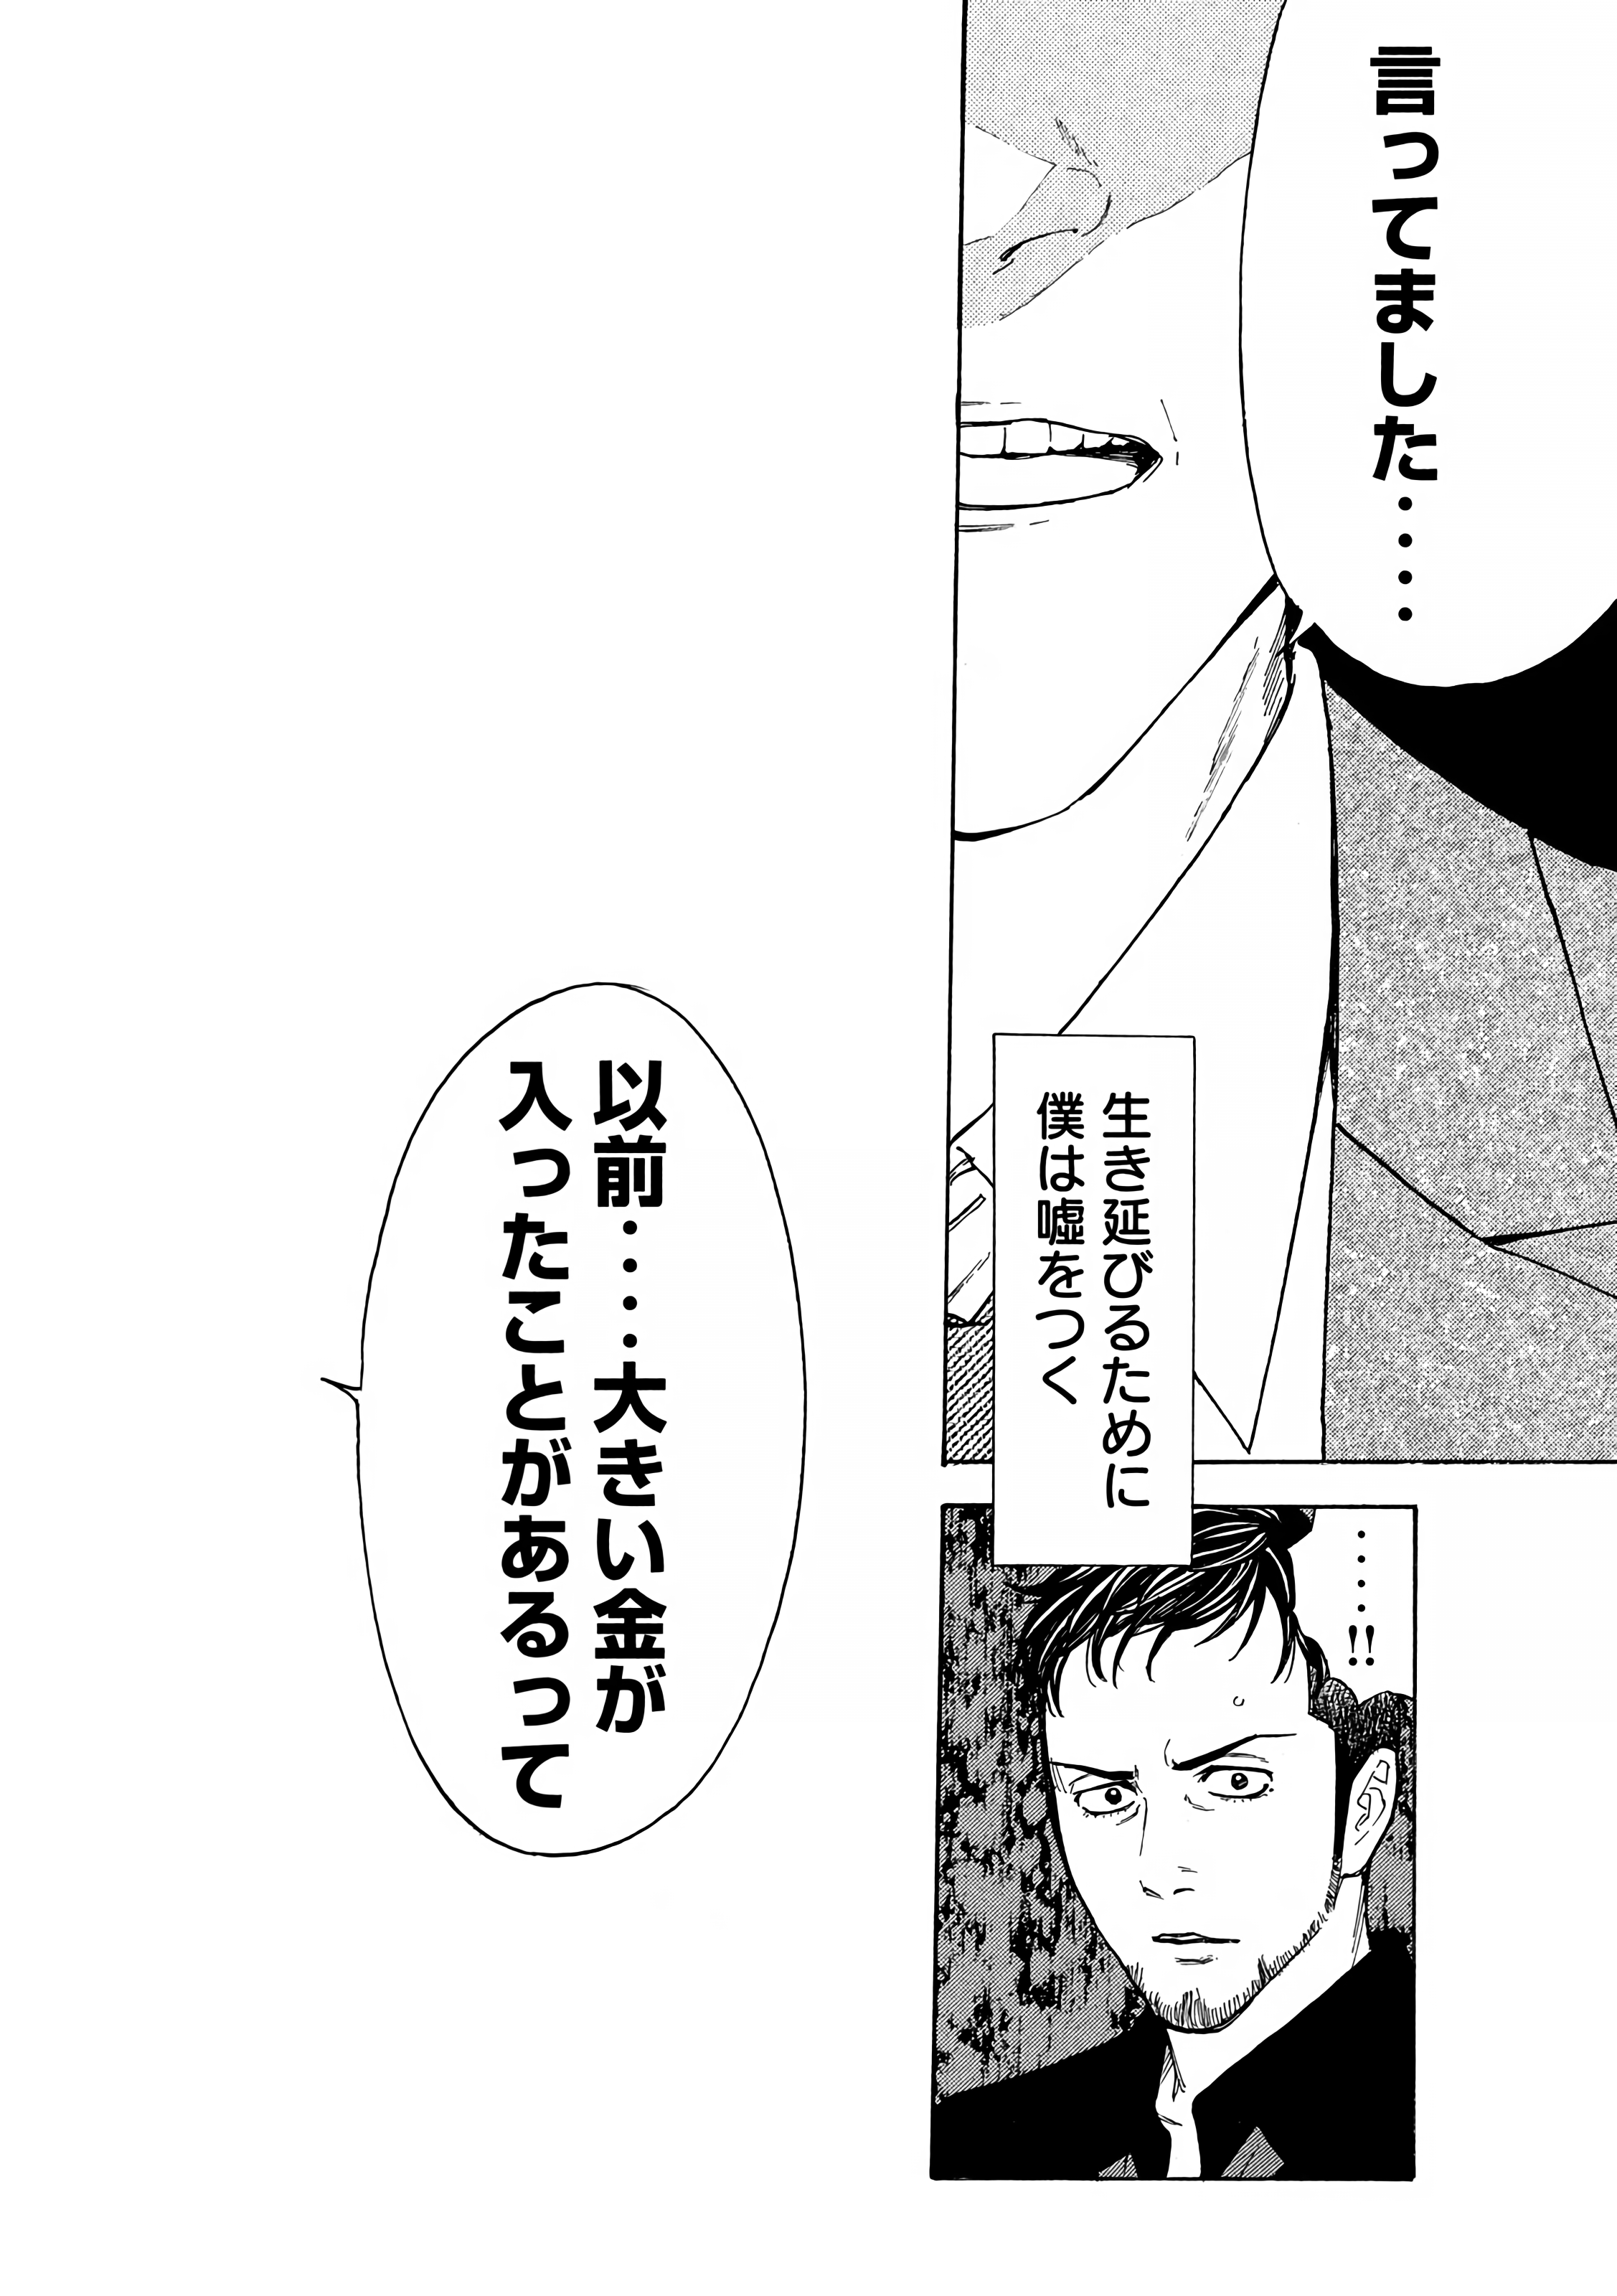 言ってました‥‥
生き延びるために
僕は嘘をつく
‥‥!!
以前‥‥大きい金が
入ったことがあるって